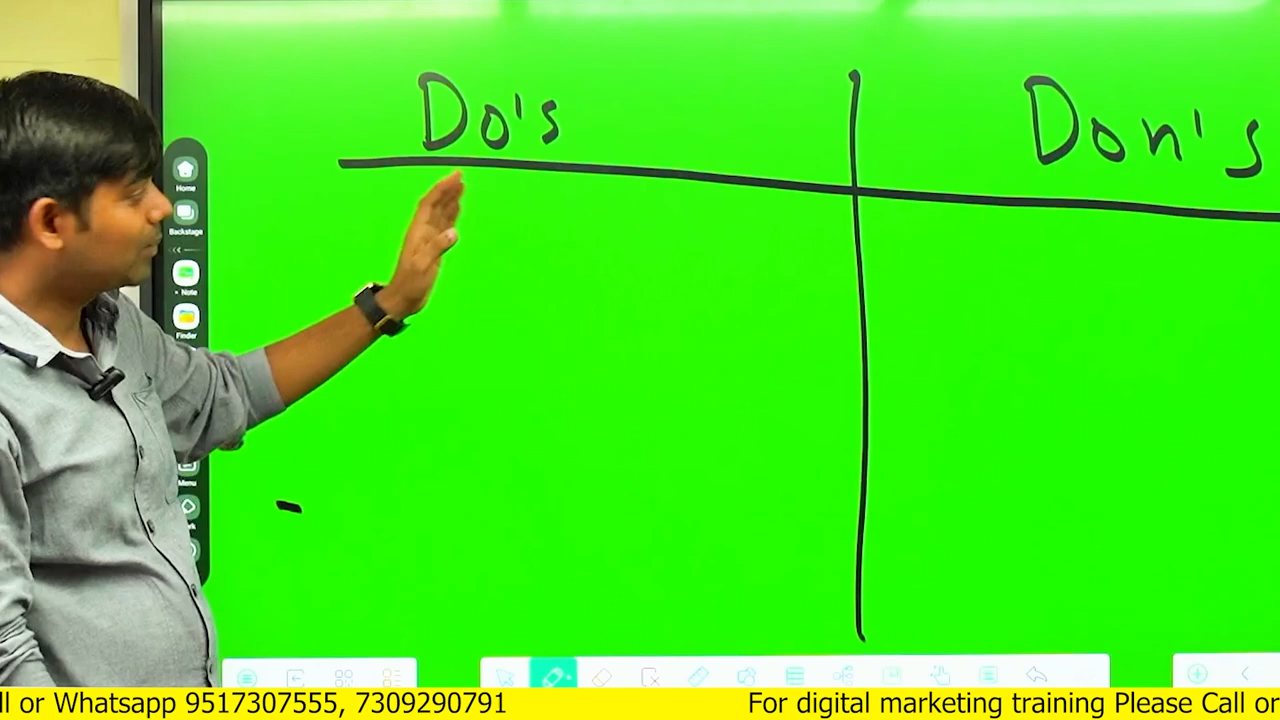 Do's
Don's
Home
Backstage
Note
Finder
Menu
ll or Whatsapp 9517307555, 7309290791
For digital marketing training Please Call or